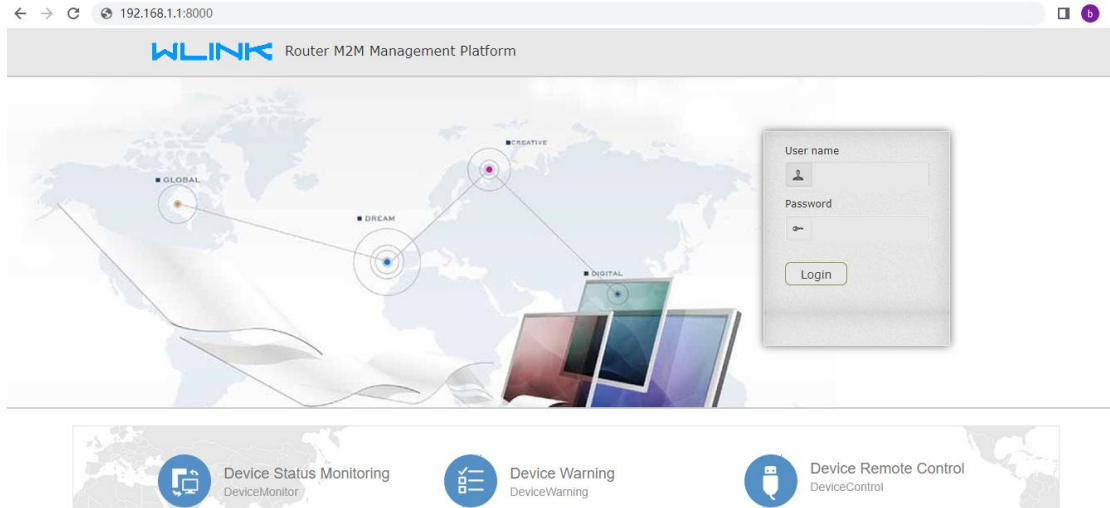 192.168.1.1:8000
b
WLINK Router M2M Management Platform
CREATIVE
GLOBAL
DREAM
DIGITAL
User name
Password
Login
Device Status Monitoring
DeviceMonitor
Device Warning
DeviceWarning
Device Remote Control
DeviceControl